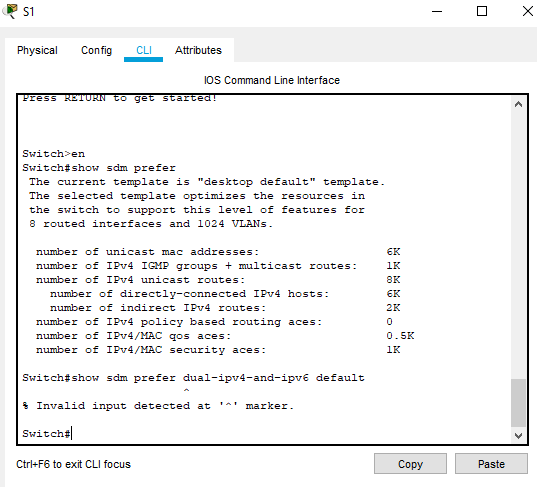 S1
Physical Config CLI Attributes
IOS Command Line Interface
Press RETURN to get started!
Switch>en
Switch#show sdm prefer
The current template is "desktop default" template.
The selected template optimizes the resources in
the switch to support this level of features for
8 routed interfaces and 1024 VLANs.
number of unicast mac addresses: 6K
number of IPv4 IGMP groups + multicast routes: 1K
number of IPv4 unicast routes: 8K
number of directly-connected IPv4 hosts: 6K
number of indirect IPv4 routes: 2K
number of IPv4 policy based routing aces: 0
number of IPv4/MAC qos aces: 0.5K
number of IPv4/MAC security aces: 1K
Switch#show sdm prefer dual-ipv4-and-ipv6 default
^
% Invalid input detected at '^' marker.
Switch#
Ctrl+F6 to exit CLI focus
Copy Paste